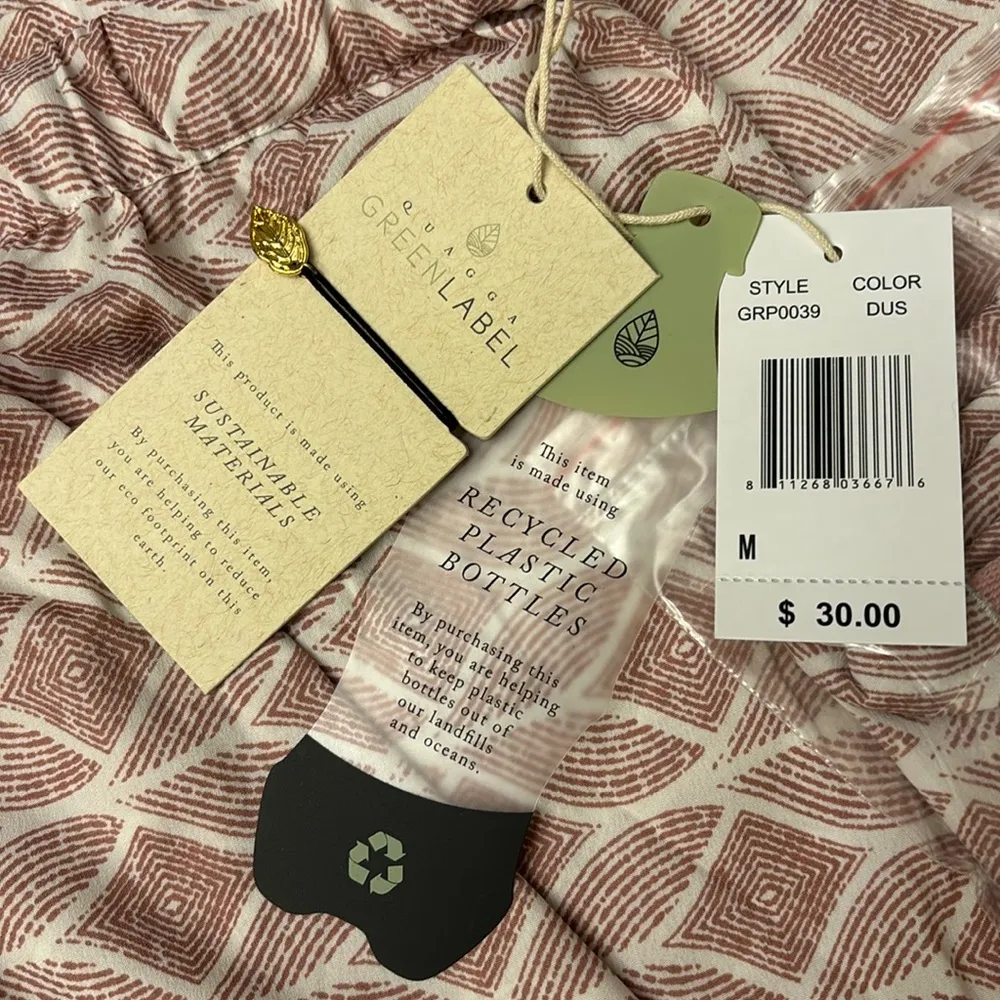 QUAGGA
GREENLABEL
This product is made using
SUSTAINABLE
MATERIALS
By purchasing this item,
you are helping to reduce
our eco footprint on this
earth.
This item
is made using
RECYCLED
PLASTIC
BOTTLES
By purchasing this
item, you are helping
to keep plastic
bottles out of
our landfills
and oceans.
STYLE COLOR
GRP0039 DUS
8 11268 03667 6
M
$ 30.00